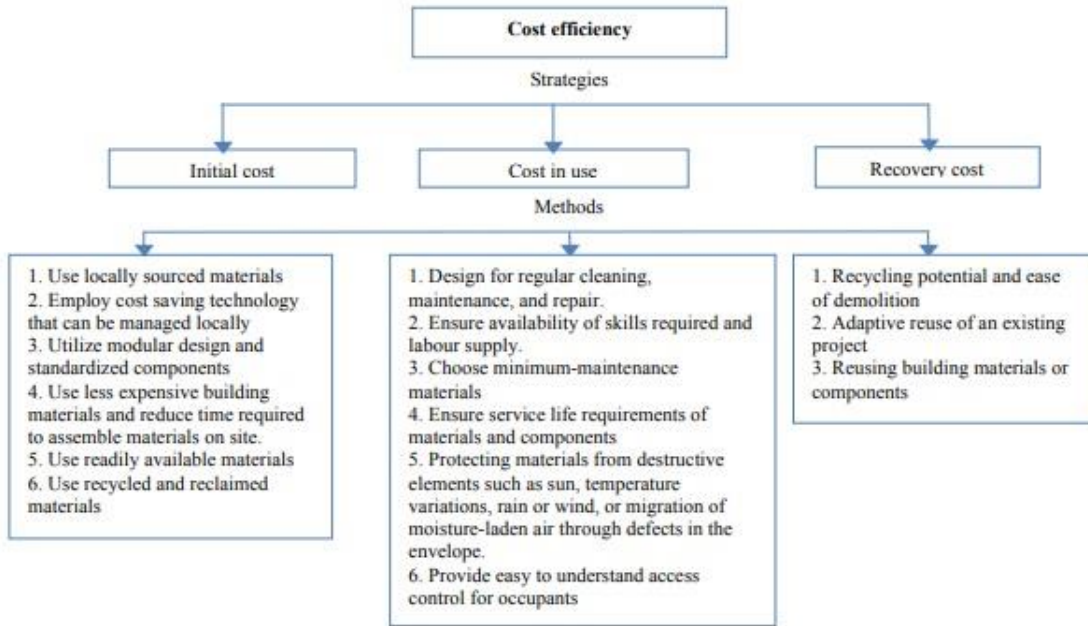 Cost efficiency
Strategies
Initial cost
Cost in use
Recovery cost
Methods
1. Use locally sourced materials
2. Employ cost saving technology
that can be managed locally
3. Utilize modular design and
standardized components
4. Use less expensive building
materials and reduce time required
to assemble materials on site.
5. Use readily available materials
6. Use recycled and reclaimed
materials
1. Design for regular cleaning,
maintenance, and repair.
2. Ensure availability of skills required and
labour supply.
3. Choose minimum-maintenance
materials
4. Ensure service life requirements of
materials and components
5. Protecting materials from destructive
elements such as sun, temperature
variations, rain or wind, or migration of
moisture-laden air through defects in the
envelope.
6. Provide easy to understand access
control for occupants
1. Recycling potential and ease
of demolition
2. Adaptive reuse of an existing
project
3. Reusing building materials or
components